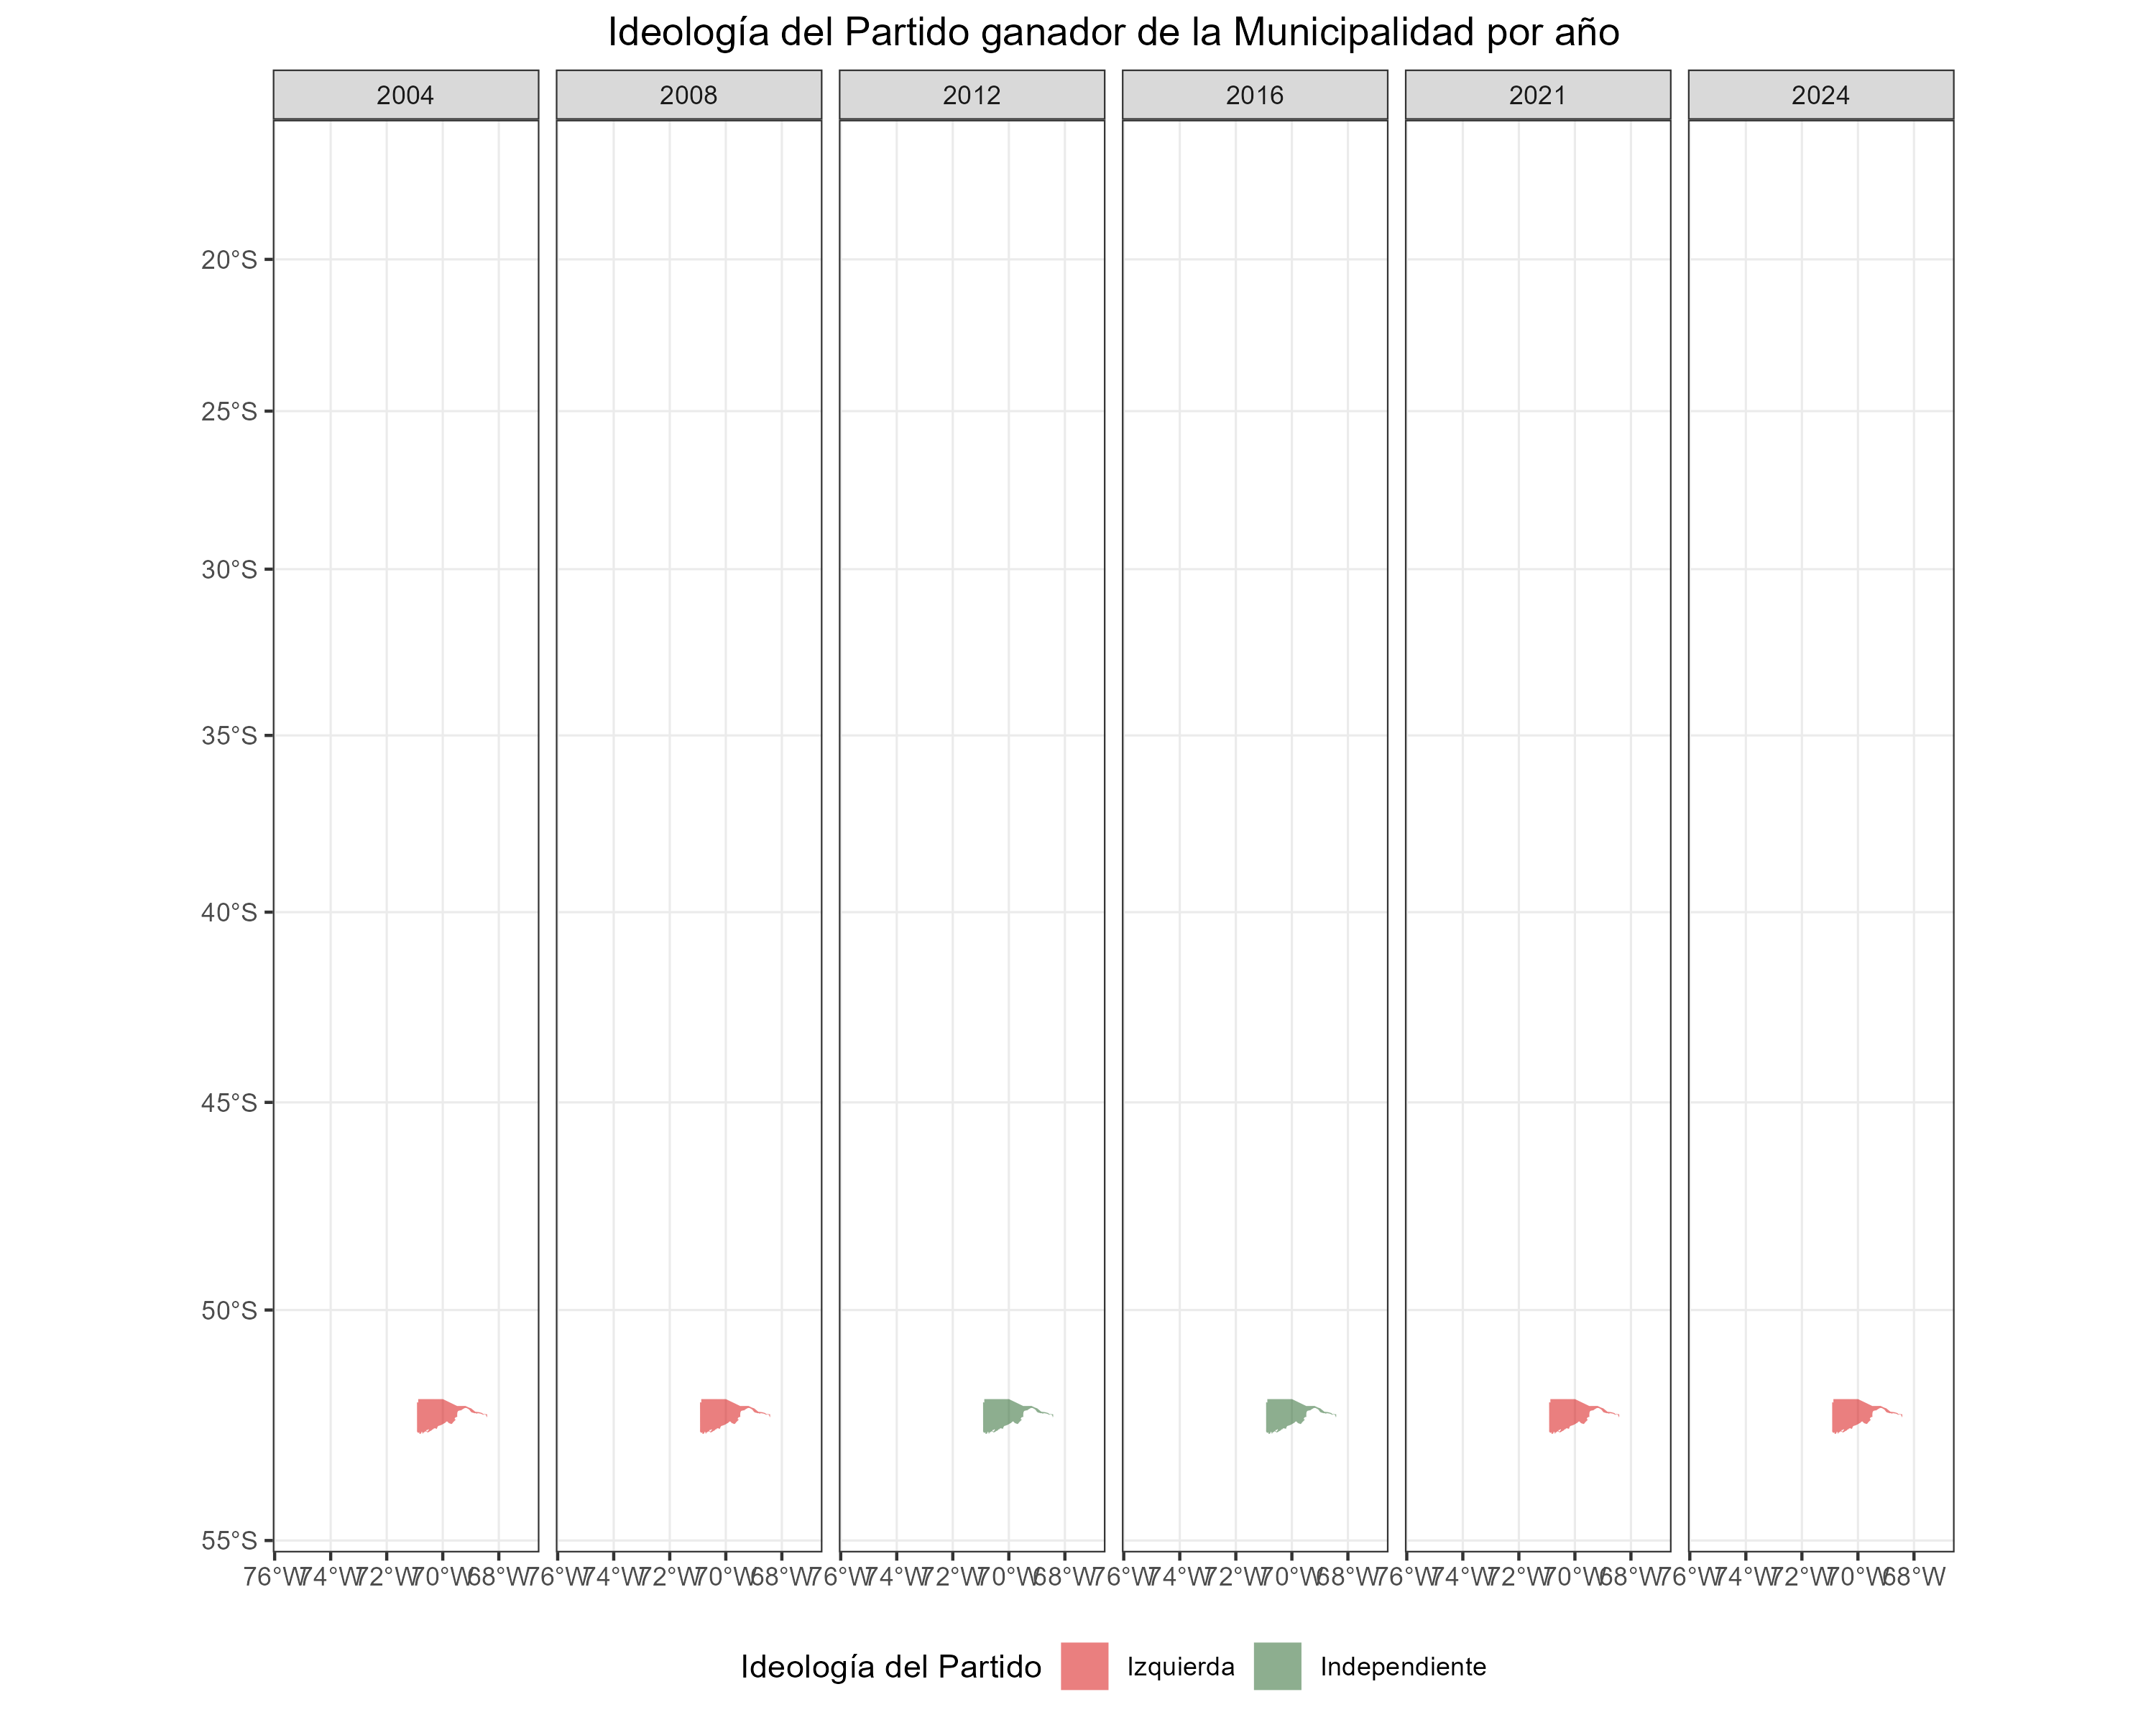 Ideología del Partido ganador de la Municipalidad por año
2004 2008 2012 2016 2021 2024
20°S
25°S
30°S
35°S
40°S
45°S
50°S
55°S
76°W 74°W 72°W 70°W 68°W 76°W 74°W 72°W 70°W 68°W 76°W 74°W 72°W 70°W 68°W 76°W 74°W 72°W 70°W 68°W 76°W 74°W 72°W 70°W 68°W 76°W 74°W 72°W 70°W 68°W
Ideología del Partido Izquierda Independiente